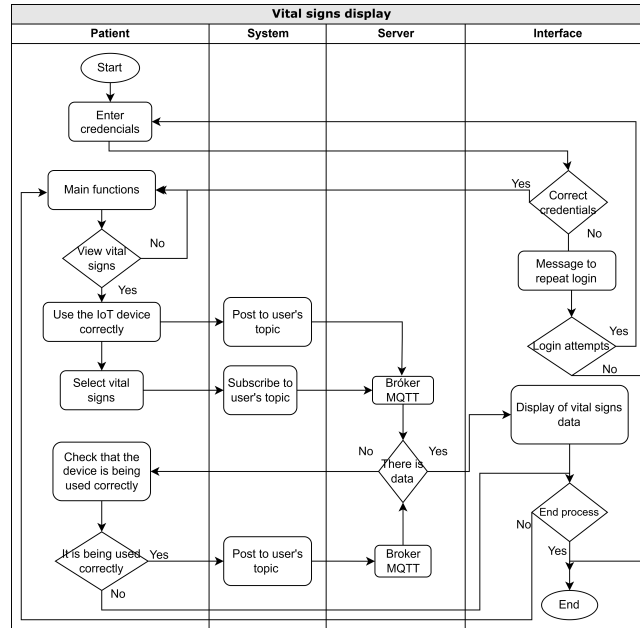 Vital signs display
Patient
System
Server
Interface
Start
Enter
credencials
Main functions
Yes
Correct
credentials
No
View vital
signs
No
Yes
Message to
repeat login
Use the IoT device
correctly
Post to user's
topic
Login attempts
Yes
No
Select vital
signs
Subscribe to
user's topic
Bróker
MQTT
Display of vital signs
data
Check that the
device is being
used correctly
No
There is
data
Yes
End process
No
Yes
It is being used
correctly
Yes
No
Post to user's
topic
Broker
MQTT
End